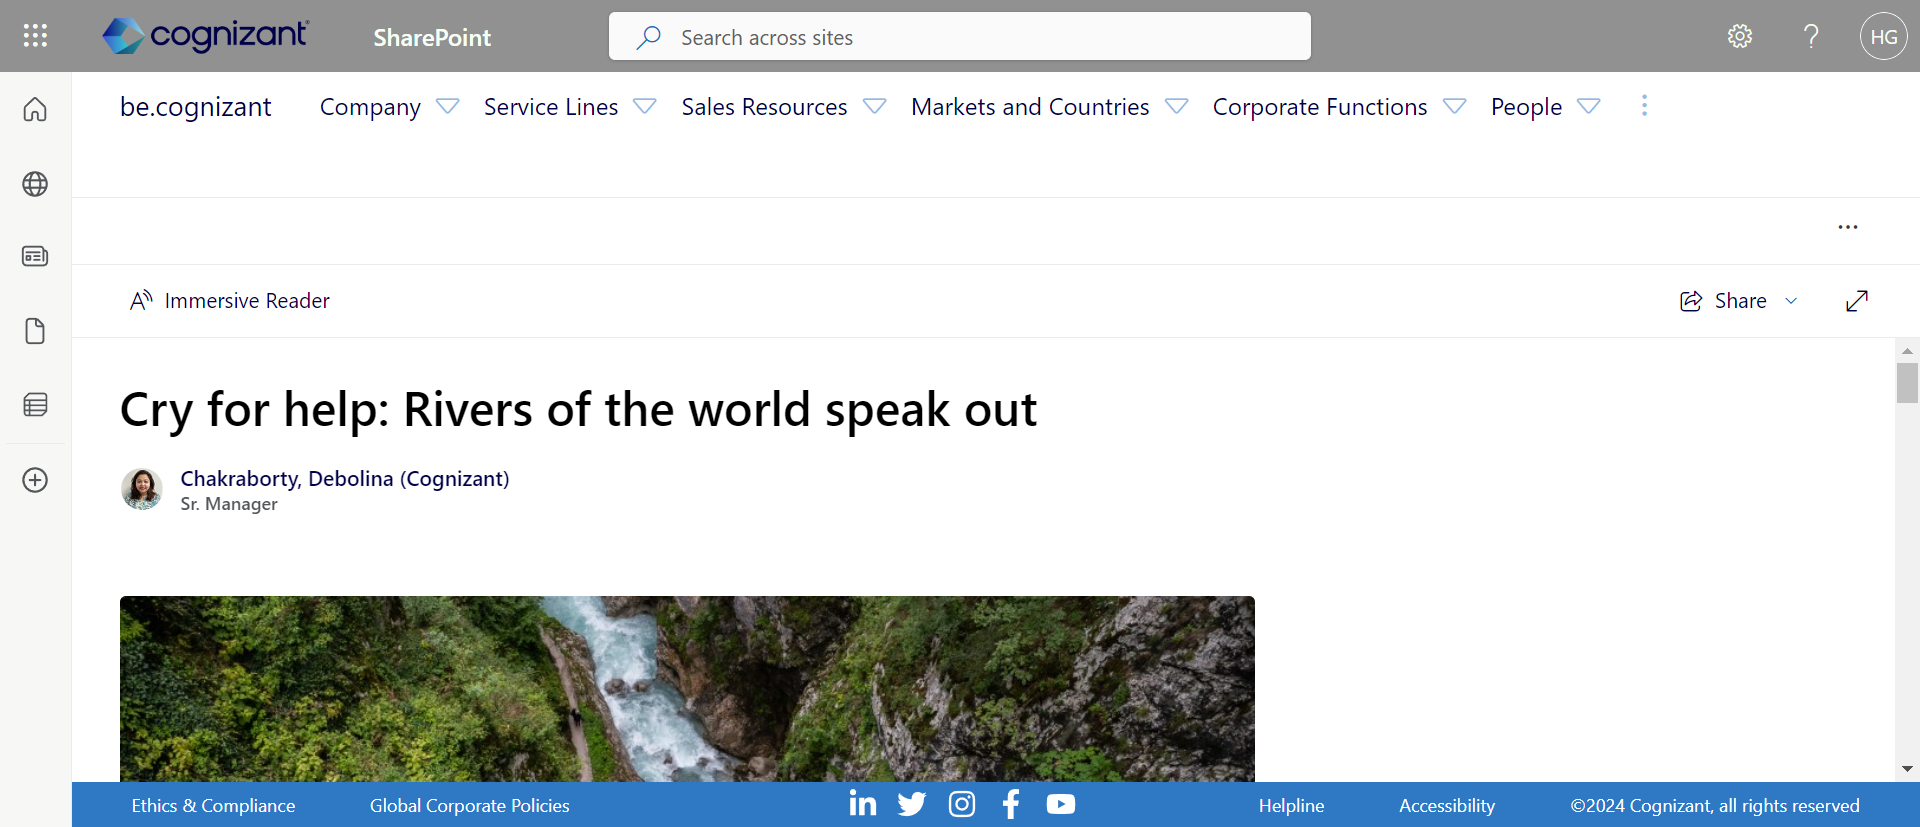 cognizant
SharePoint
Search across sites
HG
be.cognizant
Company
Service Lines
Sales Resources
Markets and Countries
Corporate Functions
People
Immersive Reader
Share
Cry for help: Rivers of the world speak out
Chakraborty, Debolina (Cognizant)
Sr. Manager
Ethics & Compliance
Global Corporate Policies
Helpline
Accessibility
©2024 Cognizant, all rights reserved